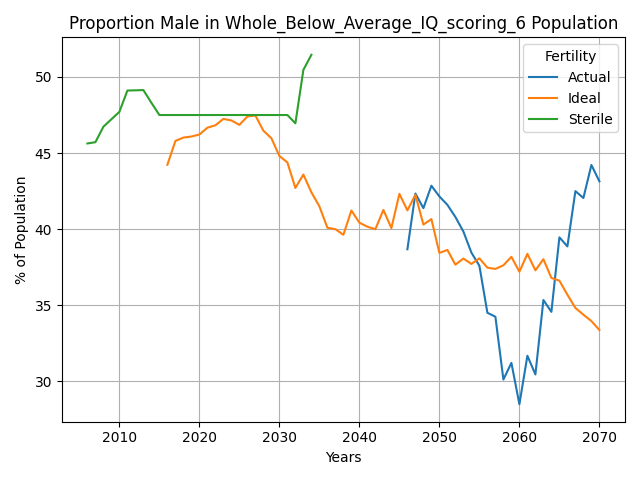 Proportion Male in Whole_Below_Average_IQ_scoring_6 Population
Fertility
Actual
Ideal
Sterile
% of Population
50
45
40
35
30
2010 2020 2030 2040 2050 2060 2070
Years